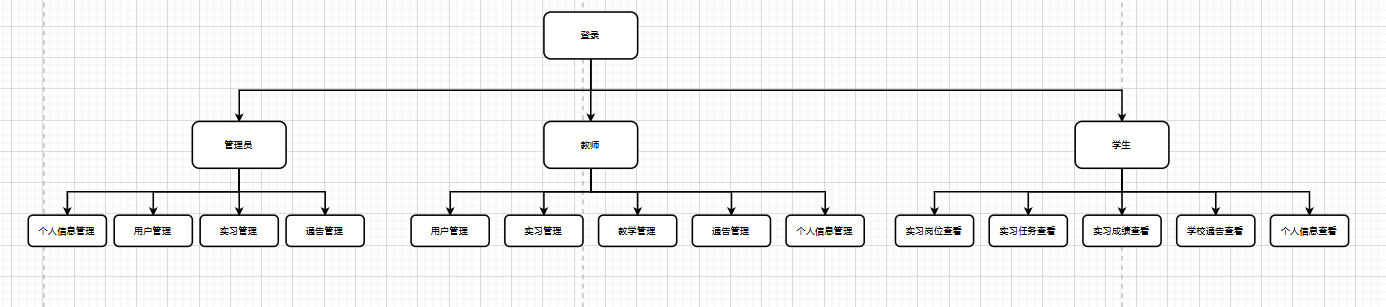 登录
管理员
教师
学生
个人信息管理
用户管理
实习管理
通告管理
用户管理
实习管理
教学管理
通告管理
个人信息管理
实习岗位查看
实习任务查看
实习成绩查看
学校通告查看
个人信息查看